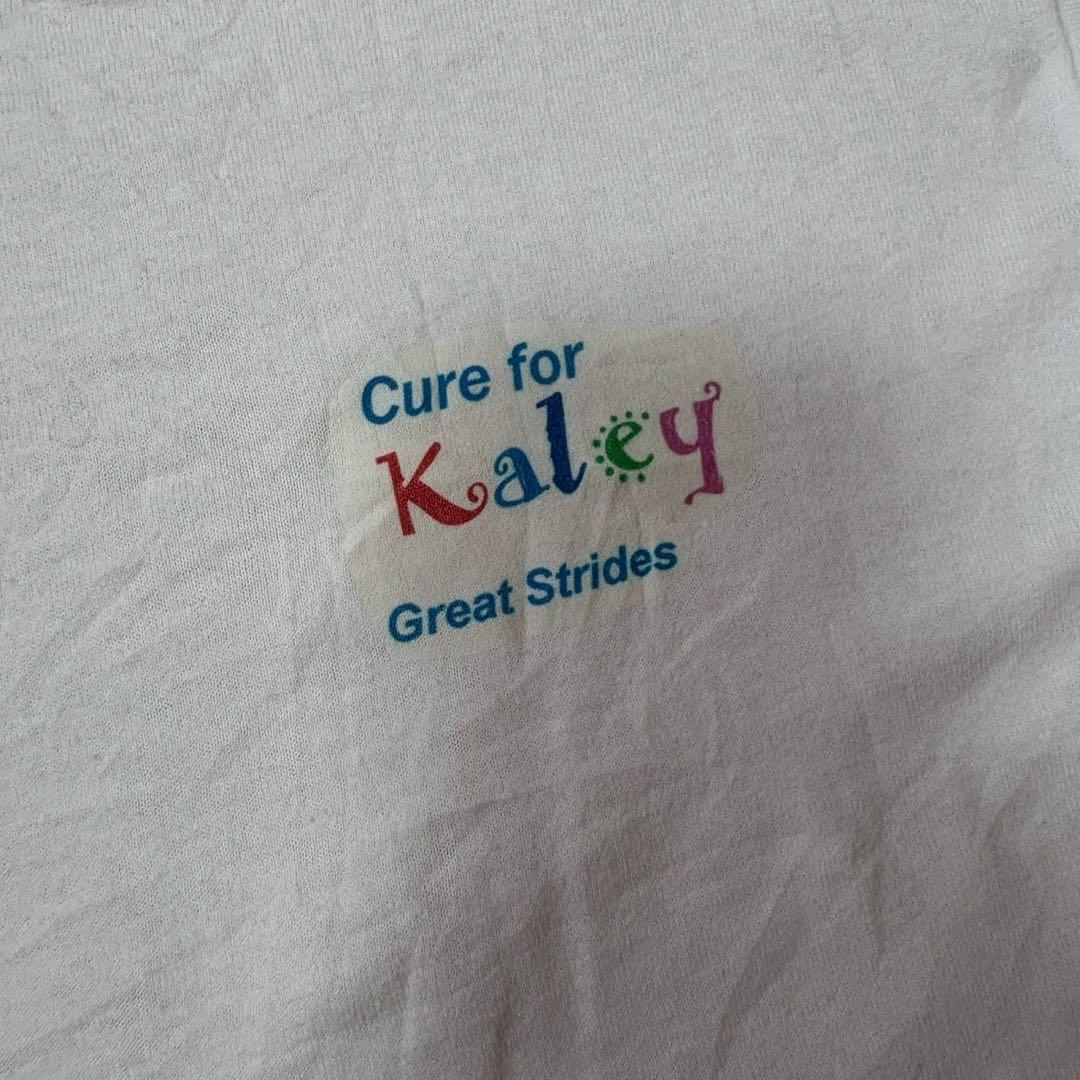 Cure for
Kaley
Great Strides